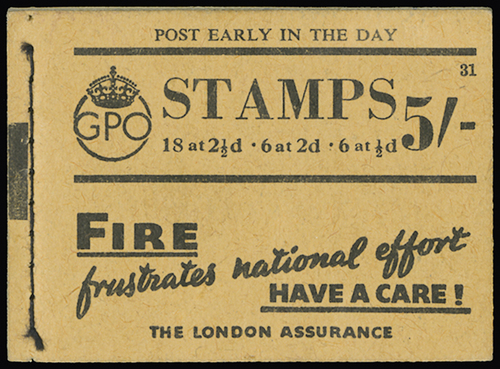 POST EARLY IN THE DAY
31
GPO
STAMPS 5/-
18 at 2½d · 6 at 2d · 6 at ½d
FIRE
frustrates national effort
HAVE A CARE!
THE LONDON ASSURANCE